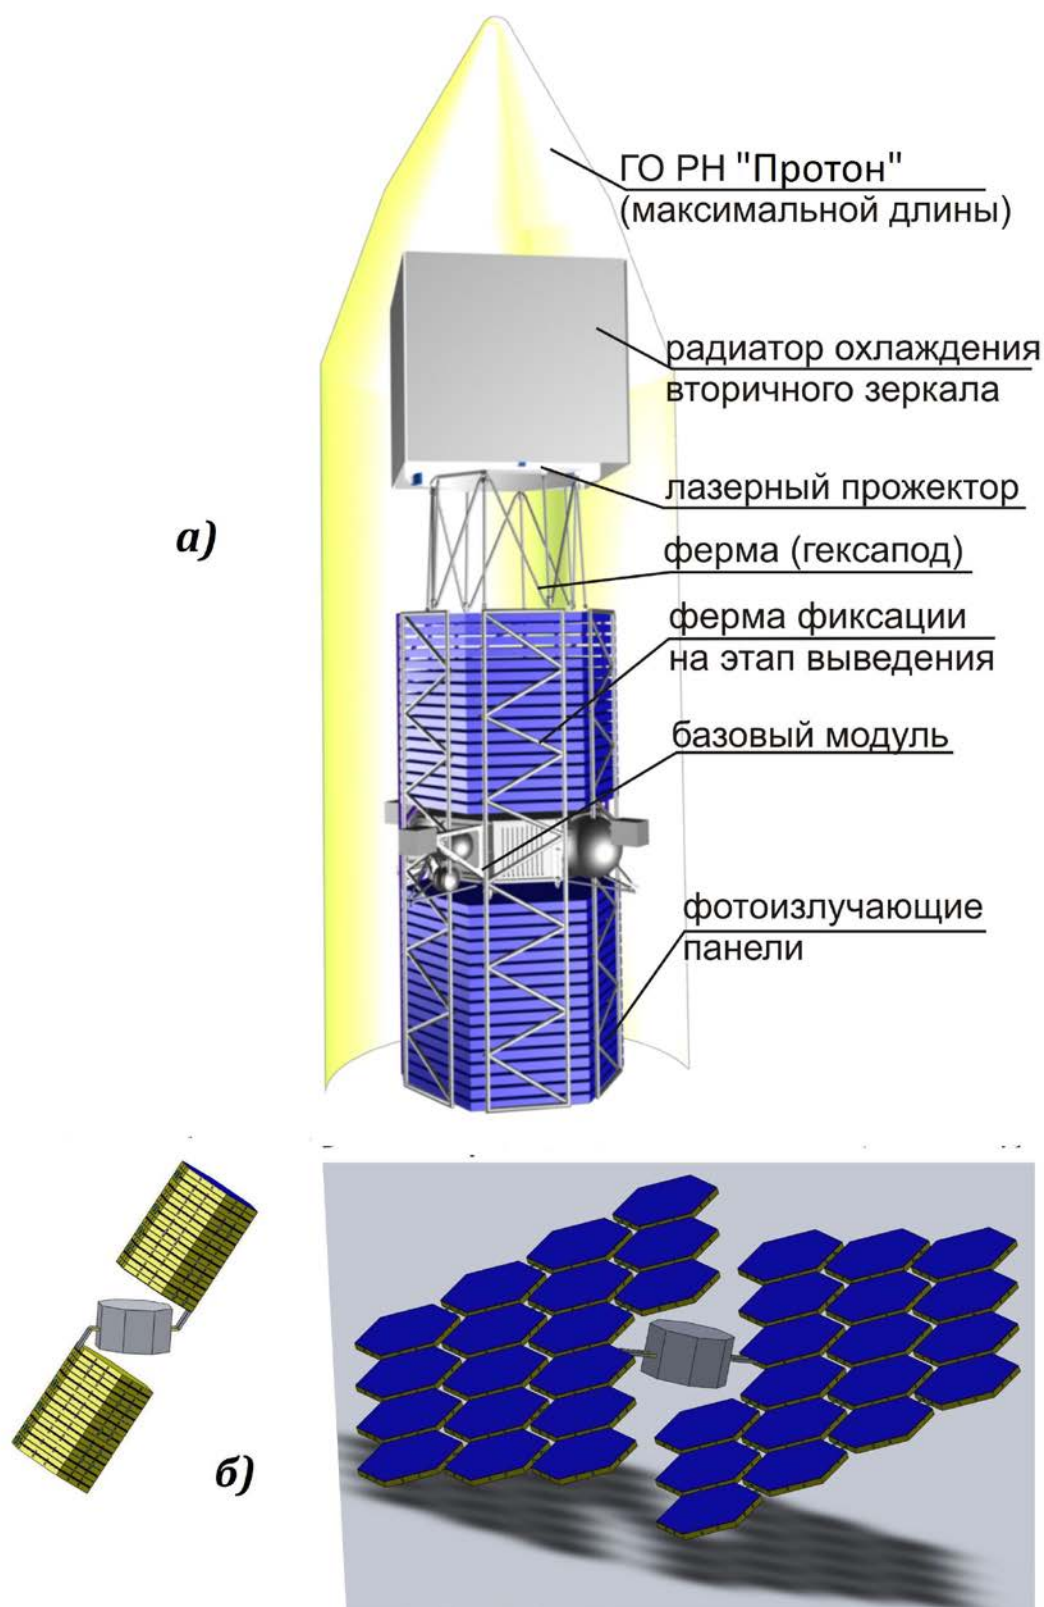 ГО РН "Протон"
(максимальной длины)
радиатор охлаждения
вторичного зеркала
лазерный прожектор
а)
ферма (гексапод)
ферма фиксации
на этап выведения
базовый модуль
фотоизлучающие
панели
б)